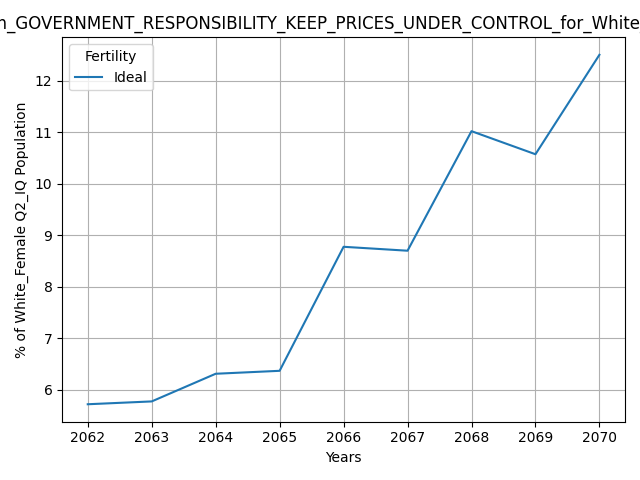 n_GOVERNMENT_RESPONSIBILITY_KEEP_PRICES_UNDER_CONTROL_for_White
Fertility
Ideal
% of White_Female Q2_IQ Population
12
11
10
9
8
7
6
2062 2063 2064 2065 2066 2067 2068 2069 2070
Years